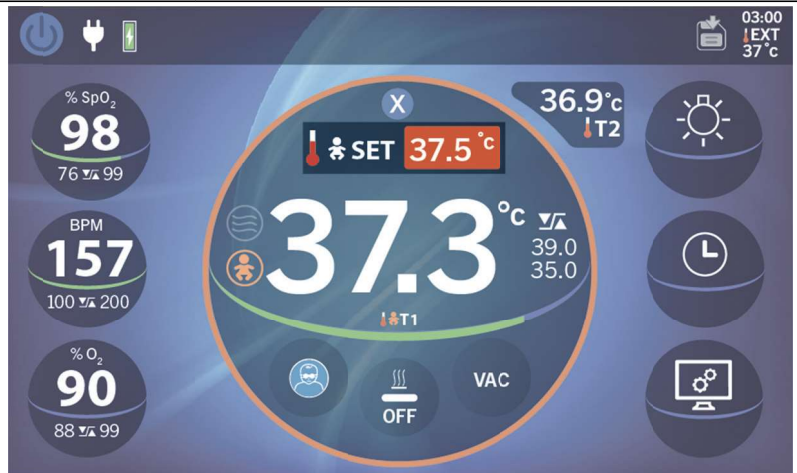 03:00
EXT
37°c
% SpO₂
98
76 99
BPM
157
100 200
% O₂
90
88 99
X
SET 37.5 °c
36.9°c
T2
37.3 °c
39.0
35.0
T1
OFF
VAC